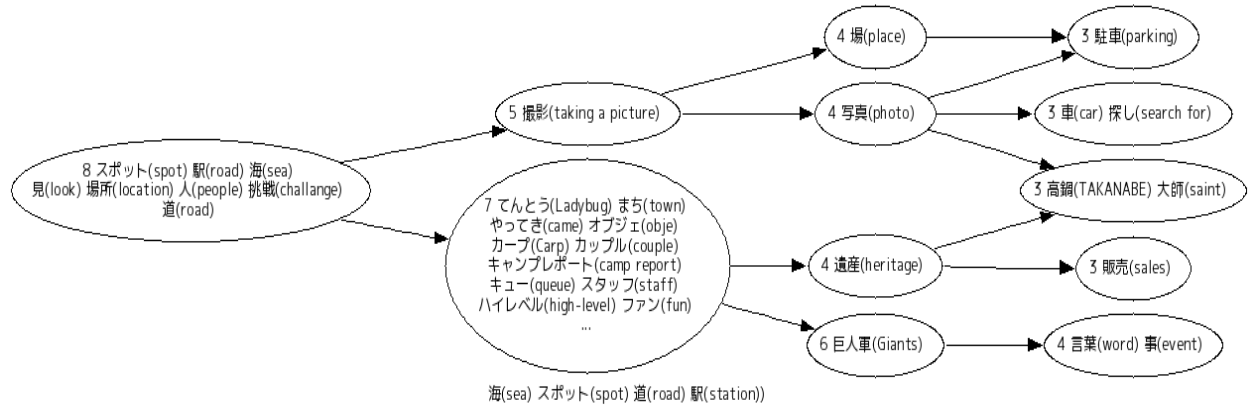 8 スポット(spot) 駅(road) 海(sea)
見(look) 場所(location) 人(people) 挑戦(challange)
道(road)
5 撮影(taking a picture)
7 てんとう(Ladybug) まち(town)
やってき(came) オブジェ(obje)
カープ(Carp) カップル(couple)
キャンプレポート(camp report)
キュー(queue) スタッフ(staff)
ハイレベル(high-level) ファン(fun)
...
4 場(place)
4 写真(photo)
4 遺産(heritage)
6 巨人軍(Giants)
3 駐車(parking)
3 車(car) 探し(search for)
3 高鍋(TAKANABE) 大師(saint)
3 販売(sales)
4 言葉(word) 事(event)
海(sea) スポット(spot) 道(road) 駅(station))